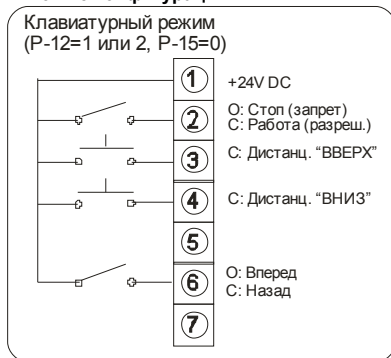 Клавиатурный режим
(P-12=1 или 2, P-15=0)
1 +24V DC
2 О: Стоп (запрет)
С: Работа (разреш.)
3 С: Дистанц. “ВВЕРХ”
4 С: Дистанц. “ВНИЗ”
5
6 О: Вперед
С: Назад
7